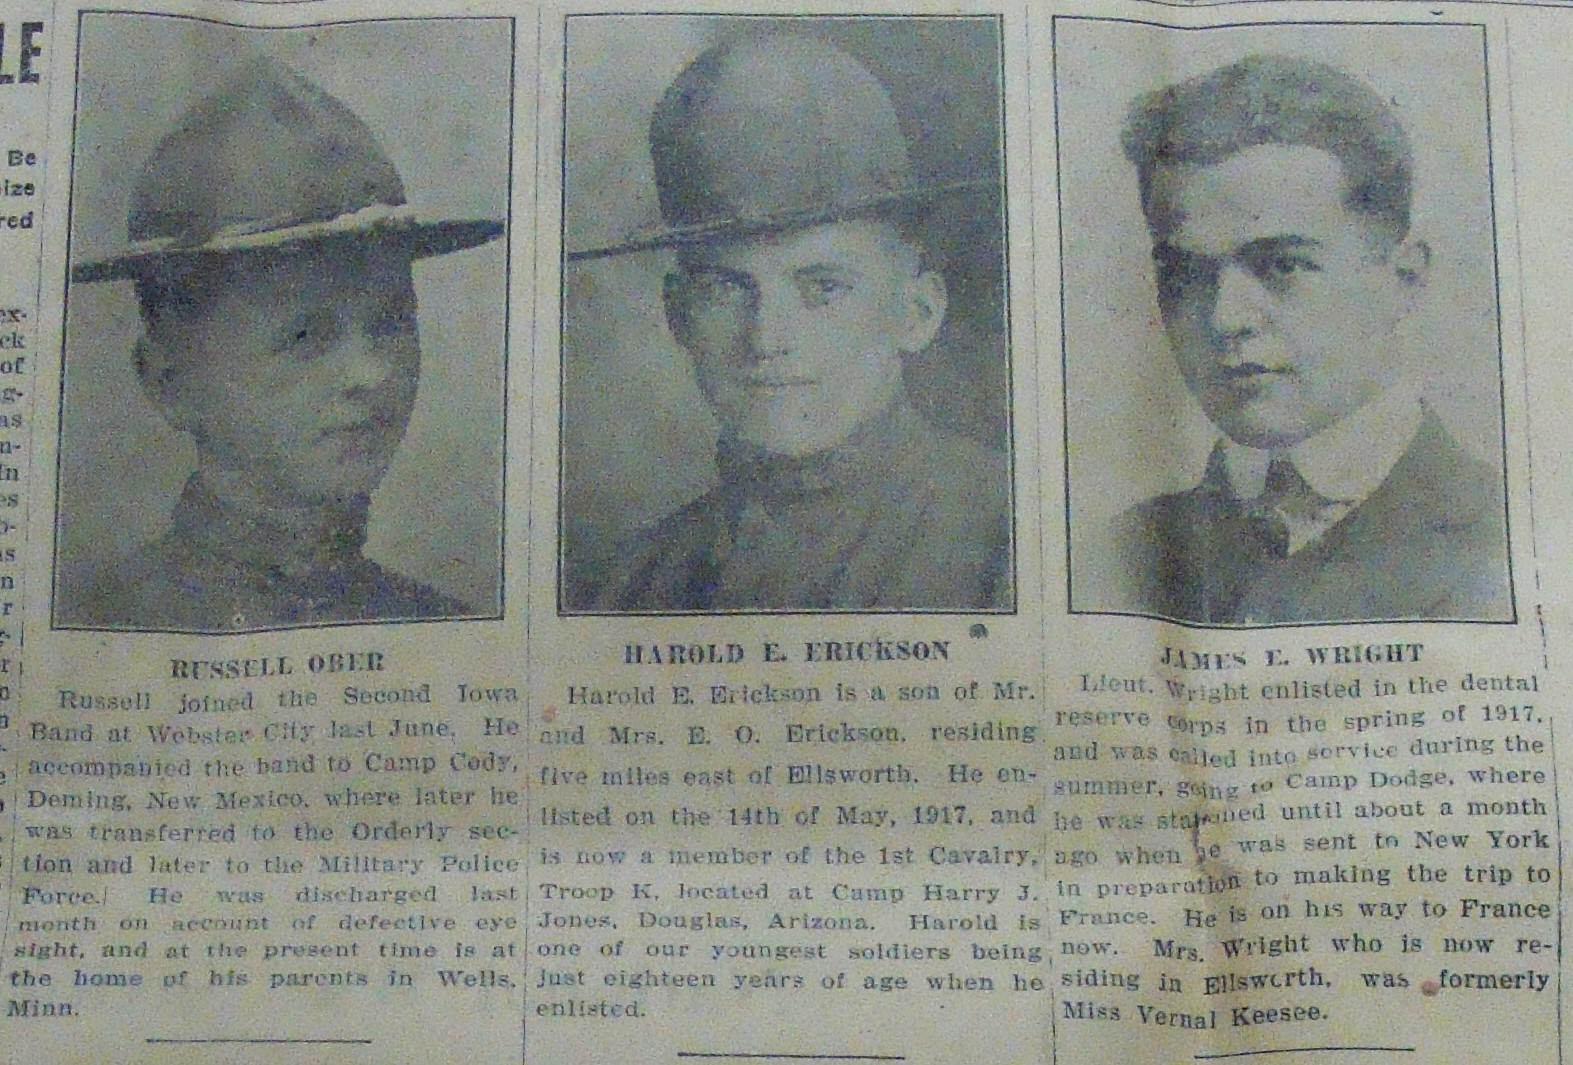 LE
Be
ize
red
ex-
ck
of
g-
as
n-
In
es
o-
as
n
r
RUSSELL OBER
Russell joined the Second Iowa
Band at Webster City last June. He
accompanied the band to Camp Cody,
Deming, New Mexico, where later he
was transferred to the Orderly sec-
tion and later to the Military Police
Force. He was discharged last
month on account of defective eye
sight, and at the present time is at
the home of his parents in Wells,
Minn.
HAROLD E. ERICKSON
Harold E. Erickson is a son of Mr.
and Mrs. E. O. Erickson, residing
five miles east of Ellsworth. He en-
listed on the 14th of May, 1917, and
is now a member of the 1st Cavalry,
Troop K, located at Camp Harry J.
Jones, Douglas, Arizona. Harold is
one of our youngest soldiers being
just eighteen years of age when he
enlisted.
JAMES E. WRIGHT
Lieut. Wright enlisted in the dental
reserve corps in the spring of 1917,
and was called into service during the
summer, going to Camp Dodge, where
he was stationed until about a month
ago when he was sent to New York
in preparation to making the trip to
France. He is on his way to France
now. Mrs. Wright who is now re-
siding in Ellsworth, was formerly
Miss Vernal Keesee.